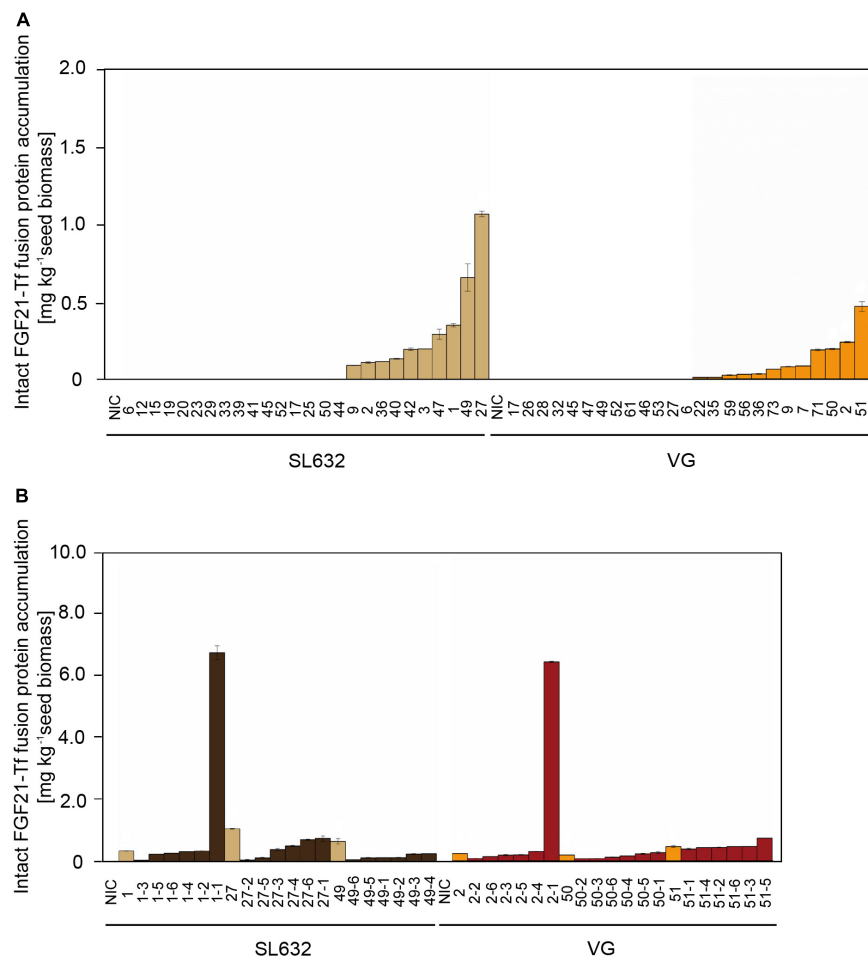 A
Intact FGF21-Tf fusion protein accumulation
[mg kg⁻¹seed biomass]
2.0
1.5
1.0
0.5
0
NIC 6 12 15 19 20 23 29 33 39 41 45 52 17 25 50 44 9 2 36 40 42 3 47 1 49 27 NIC 17 26 28 32 45 47 49 52 61 46 53 27 6 22 35 59 56 36 73 9 7 71 50 2 51
SL632 VG
B
Intact FGF21-Tf fusion protein accumulation
[mg kg⁻¹seed biomass]
10.0
8.0
6.0
4.0
2.0
0
NIC 1 1-3 1-5 1-6 1-4 1-2 1-1 27 27-2 27-5 27-3 27-4 27-6 27-1 49 49-6 49-5 49-1 49-2 49-3 49-4 NIC 2 2-2 2-6 2-3 2-5 2-4 2-1 50 50-2 50-3 50-6 50-4 50-5 50-1 51 51-1 51-4 51-2 51-6 51-3 51-5
SL632 VG